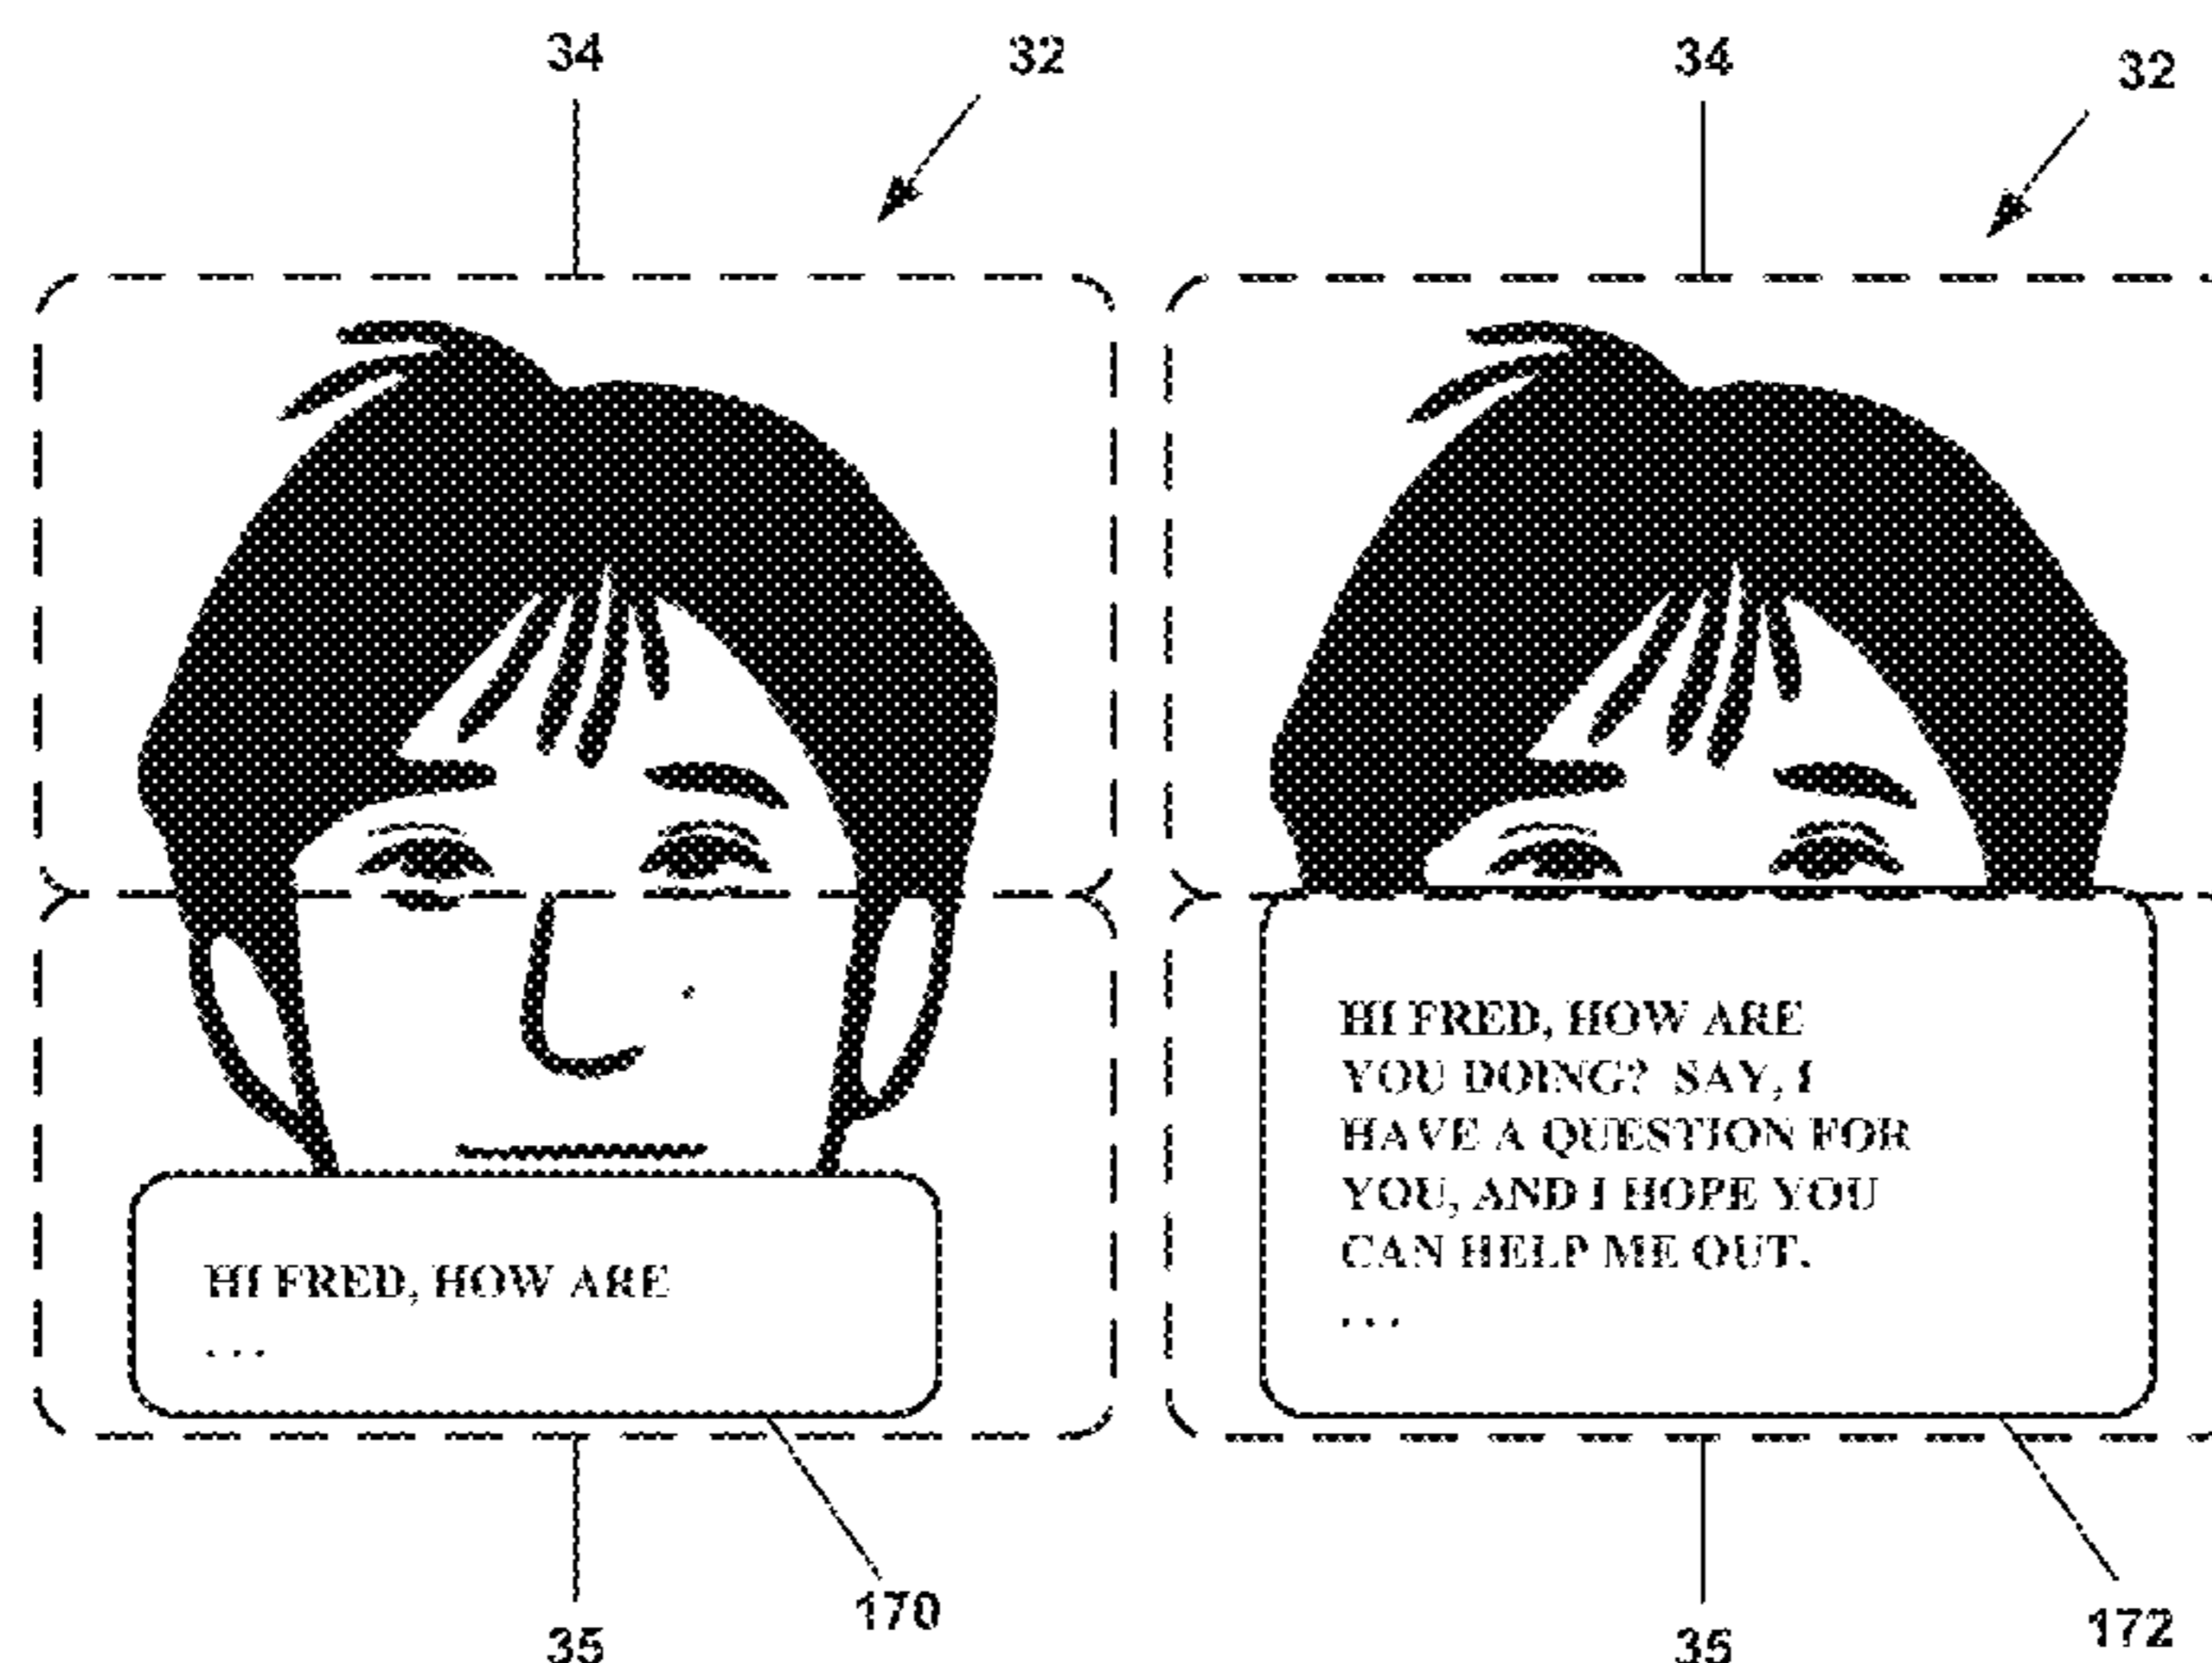 34
32
34
32
HI FRED, HOW ARE
. . .
HI FRED, HOW ARE
YOU DOING?  SAY, I
HAVE A QUESTION FOR
YOU, AND I HOPE YOU
CAN HELP ME OUT.
. . .
35
170
35
172